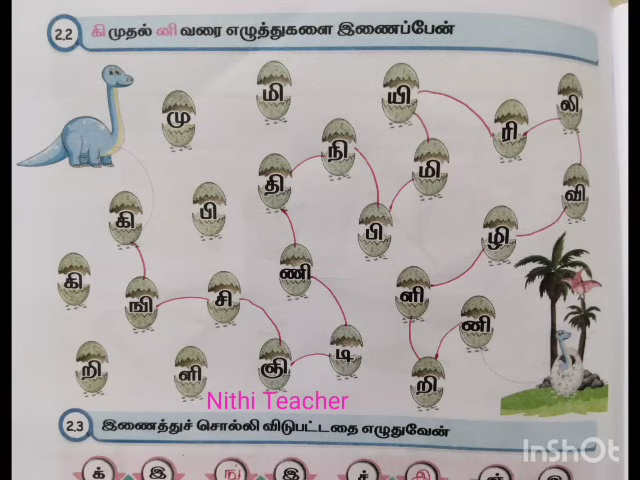 2.2 கி முதல் னி வரை எழுத்துகளை இணைப்பேன்
மு மி யி ரி லி
தி நி மி வி
கி பி பி ழி
கி ஙி சி ணி ளி னி
றி ளி ஞி டி றி
Nithi Teacher
2.3 இணைத்துச் சொல்லி விடுபட்டதை எழுதுவேன்
க் இ ங் இ ச் இ
InShOt